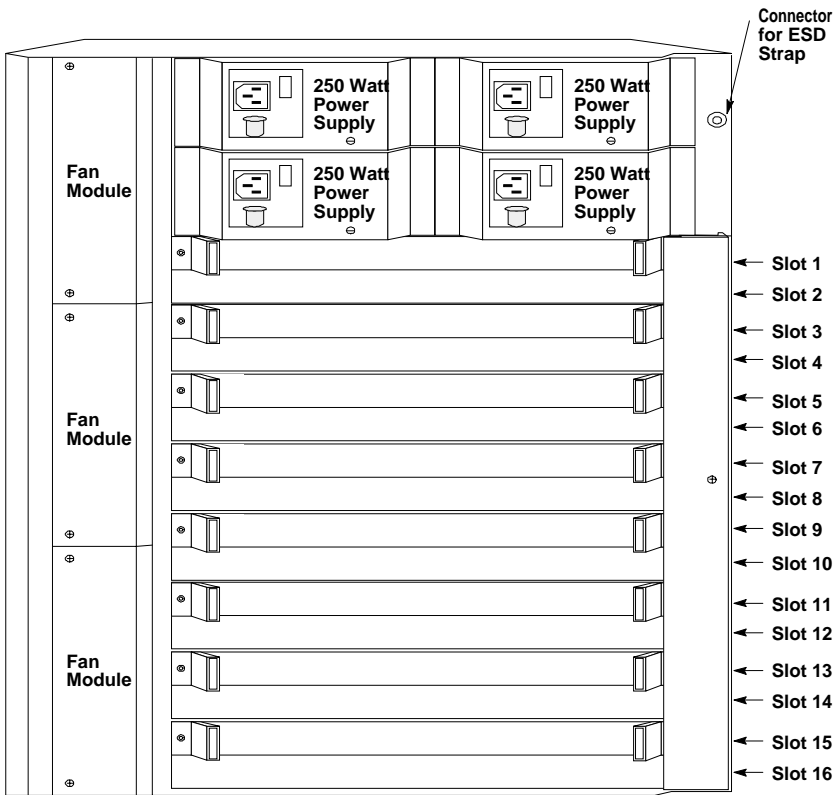 Connector
for ESD
Strap
250 Watt
Power
Supply
250 Watt
Power
Supply
Fan
Module
250 Watt
Power
Supply
250 Watt
Power
Supply
Slot 1
Slot 2
Slot 3
Slot 4
Slot 5
Fan
Module
Slot 6
Slot 7
Slot 8
Slot 9
Slot 10
Slot 11
Slot 12
Fan
Module
Slot 13
Slot 14
Slot 15
Slot 16